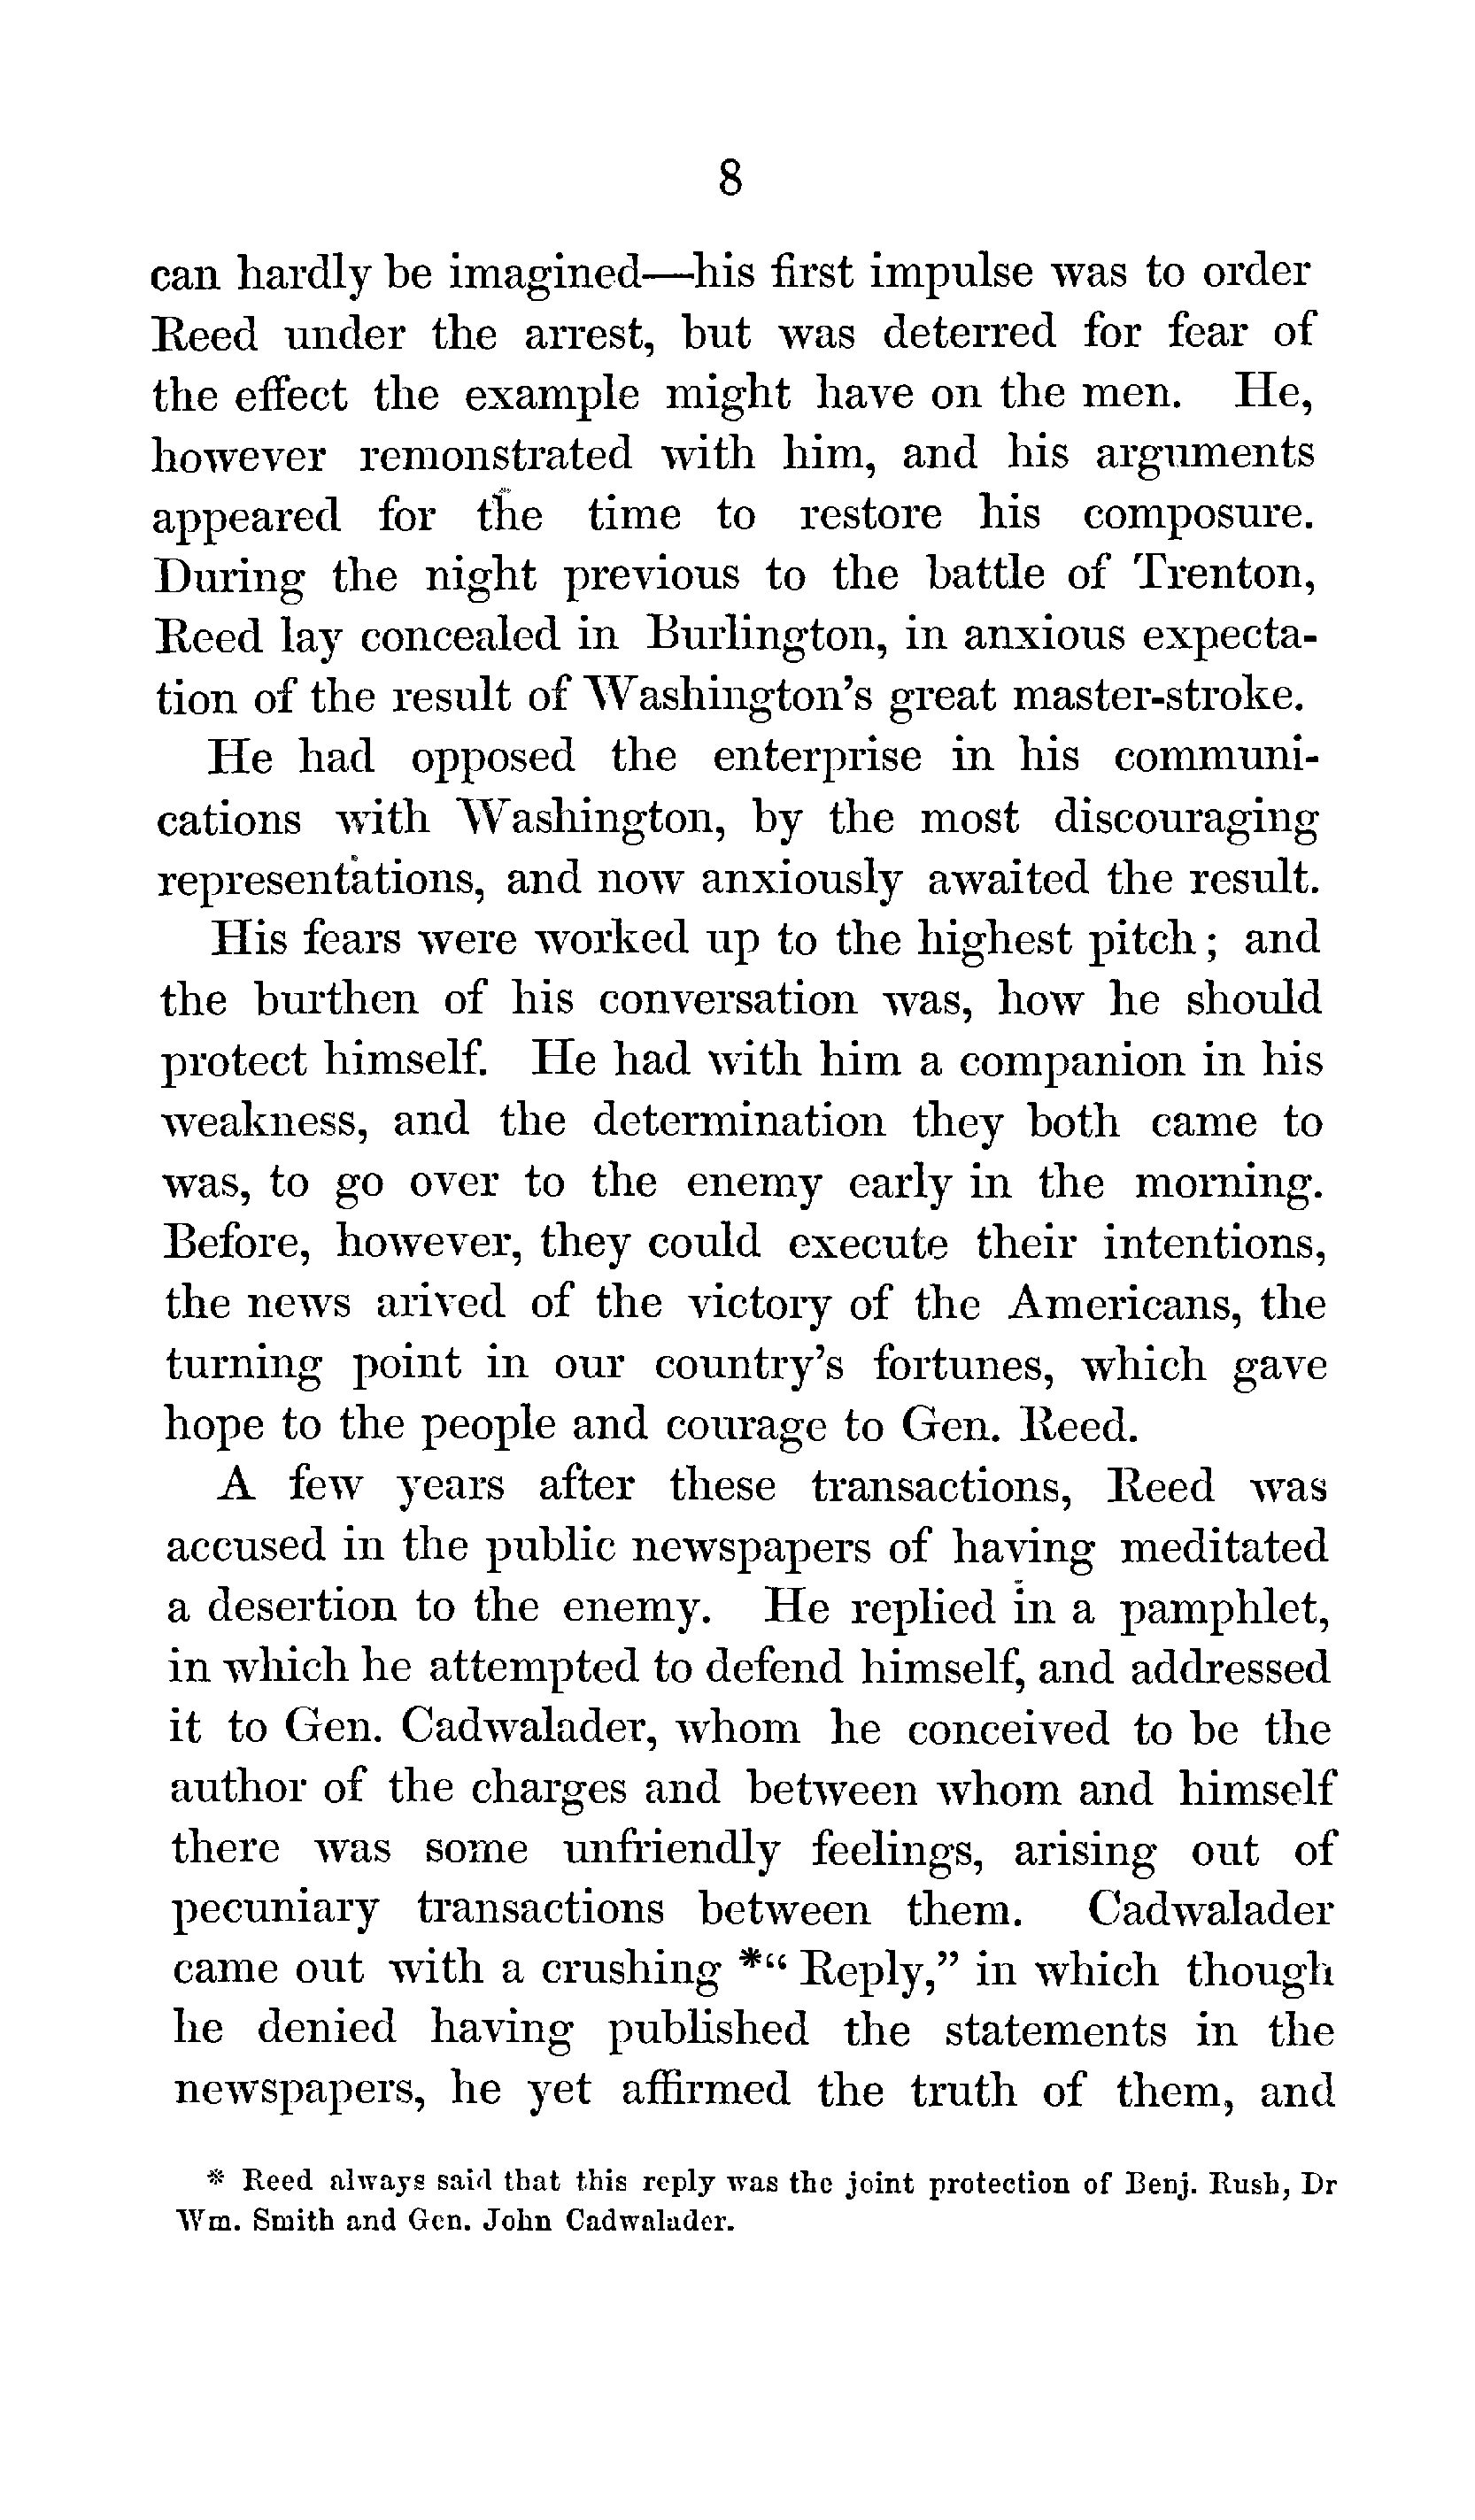 8
can hardly be imagined—his first impulse was to order
Reed under the arrest, but was deterred for fear of
the effect the example might have on the men. He,
however remonstrated with him, and his arguments
appeared for the time to restore his composure.
During the night previous to the battle of Trenton,
Reed lay concealed in Burlington, in anxious expecta-
tion of the result of Washington's great master-stroke.
He had opposed the enterprise in his communi-
cations with Washington, by the most discouraging
representations, and now anxiously awaited the result.
His fears were worked up to the highest pitch; and
the burthen of his conversation was, how he should
protect himself. He had with him a companion in his
weakness, and the determination they both came to
was, to go over to the enemy early in the morning.
Before, however, they could execute their intentions,
the news arived of the victory of the Americans, the
turning point in our country's fortunes, which gave
hope to the people and courage to Gen. Reed.
A few years after these transactions, Reed was
accused in the public newspapers of having meditated
a desertion to the enemy. He replied in a pamphlet,
in which he attempted to defend himself, and addressed
it to Gen. Cadwalader, whom he conceived to be the
author of the charges and between whom and himself
there was some unfriendly feelings, arising out of
pecuniary transactions between them. Cadwalader
came out with a crushing *“ Reply,” in which though
he denied having published the statements in the
newspapers, he yet affirmed the truth of them, and
* Reed always said that this reply was the joint protection of Benj. Rush, Dr
Wm. Smith and Gen. John Cadwalader.